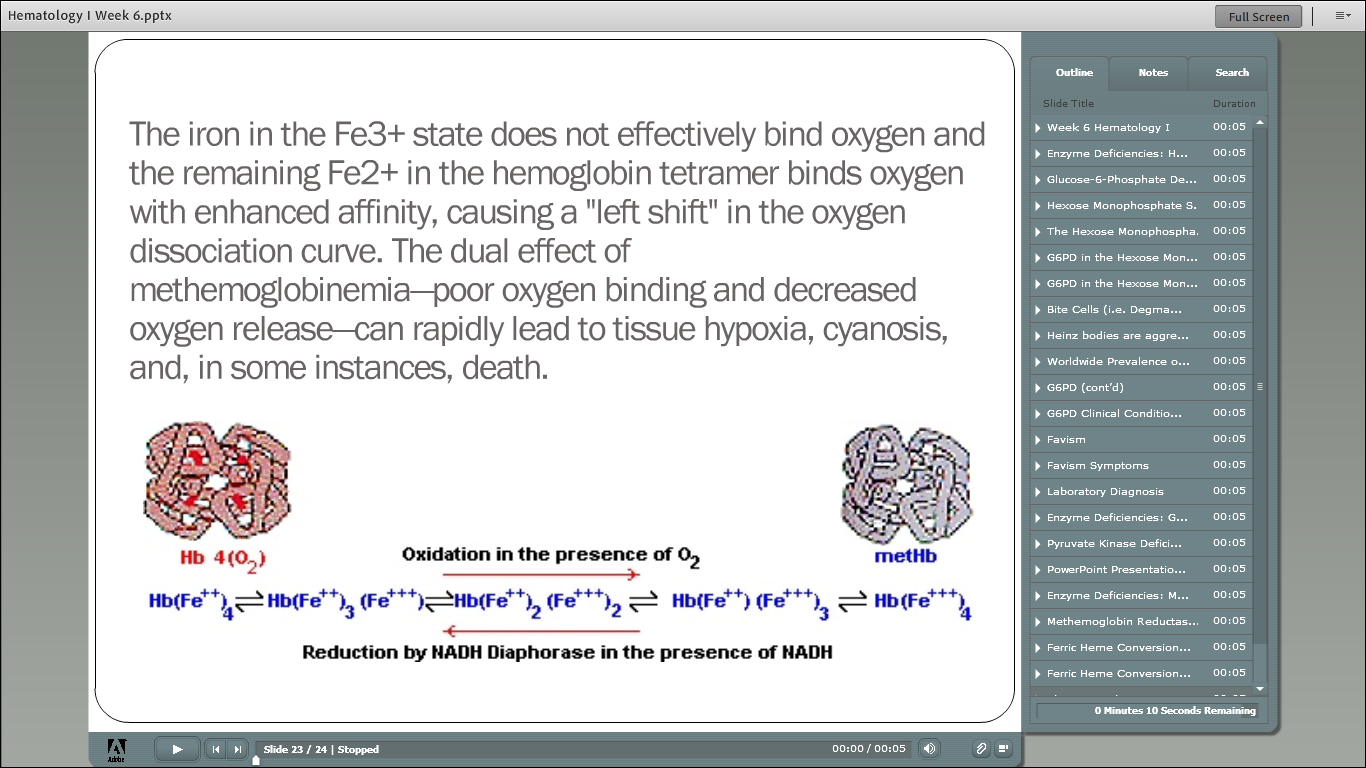 Hematology I Week 6.pptx
Full Screen
The iron in the Fe3+ state does not effectively bind oxygen and
the remaining Fe2+ in the hemoglobin tetramer binds oxygen
with enhanced affinity, causing a "left shift" in the oxygen
dissociation curve. The dual effect of
methemoglobinemia—poor oxygen binding and decreased
oxygen release—can rapidly lead to tissue hypoxia, cyanosis,
and, in some instances, death.
Hb 4(O2)
metHb
Oxidation in the presence of O2
Hb(Fe++)4 ⇌ Hb(Fe++)3 (Fe+++) ⇌ Hb(Fe++)2 (Fe+++)2 ⇌ Hb(Fe++) (Fe+++)3 ⇌ Hb(Fe+++)4
Reduction by NADH Diaphorase in the presence of NADH
Outline Notes Search
Slide Title Duration
Week 6 Hematology I 00:05
Enzyme Deficiencies: H... 00:05
Glucose-6-Phosphate De... 00:05
Hexose Monophosphate S. 00:05
The Hexose Monophospha. 00:05
G6PD in the Hexose Mon... 00:05
G6PD in the Hexose Mon... 00:05
Bite Cells (i.e. Degma... 00:05
Heinz bodies are aggre... 00:05
Worldwide Prevalence o... 00:05
G6PD (cont'd) 00:05
G6PD Clinical Conditio... 00:05
Favism 00:05
Favism Symptoms 00:05
Laboratory Diagnosis 00:05
Enzyme Deficiencies: G... 00:05
Pyruvate Kinase Defici... 00:05
PowerPoint Presentatio... 00:05
Enzyme Deficiencies: M... 00:05
Methemoglobin Reductas... 00:05
Ferric Heme Conversion... 00:05
Ferric Heme Conversion... 00:05
0 Minutes 10 Seconds Remaining
Adobe
Slide 23 / 24 | Stopped
00:00 / 00:05